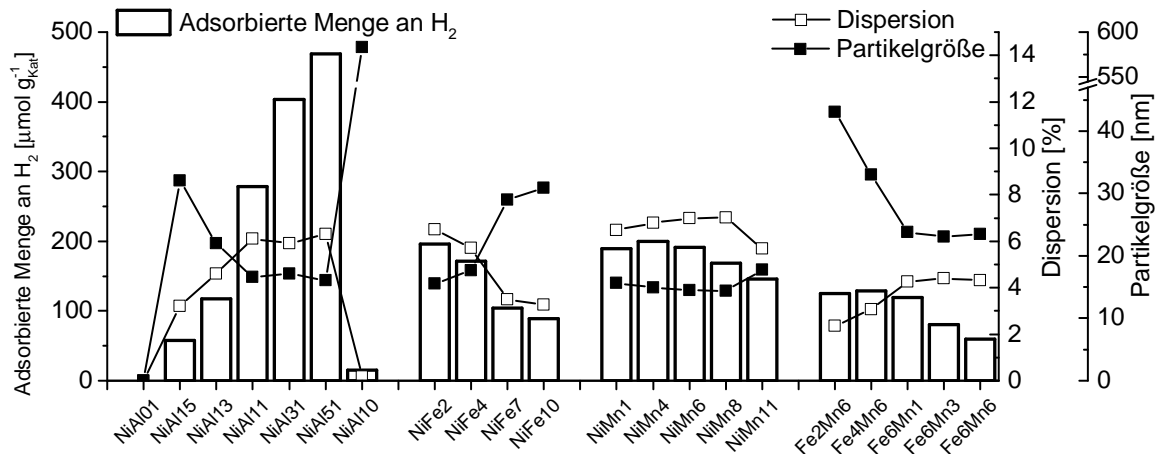 Adsorbierte Menge an H₂
Dispersion
Partikelgröße
Adsorbierte Menge an H₂ [µmol g⁻¹Kat]
500
400
300
200
100
0
14
12
10
8
6
4
2
0
Dispersion [%]
600
550
40
30
20
10
0
Partikelgröße [nm]
NiAl01
NiAl15
NiAl13
NiAl11
NiAl31
NiAl51
NiAl10
NiFe2
NiFe4
NiFe7
NiFe10
NiMn1
NiMn4
NiMn6
NiMn8
NiMn11
Fe2Mn6
Fe4Mn6
Fe6Mn1
Fe6Mn3
Fe6Mn6